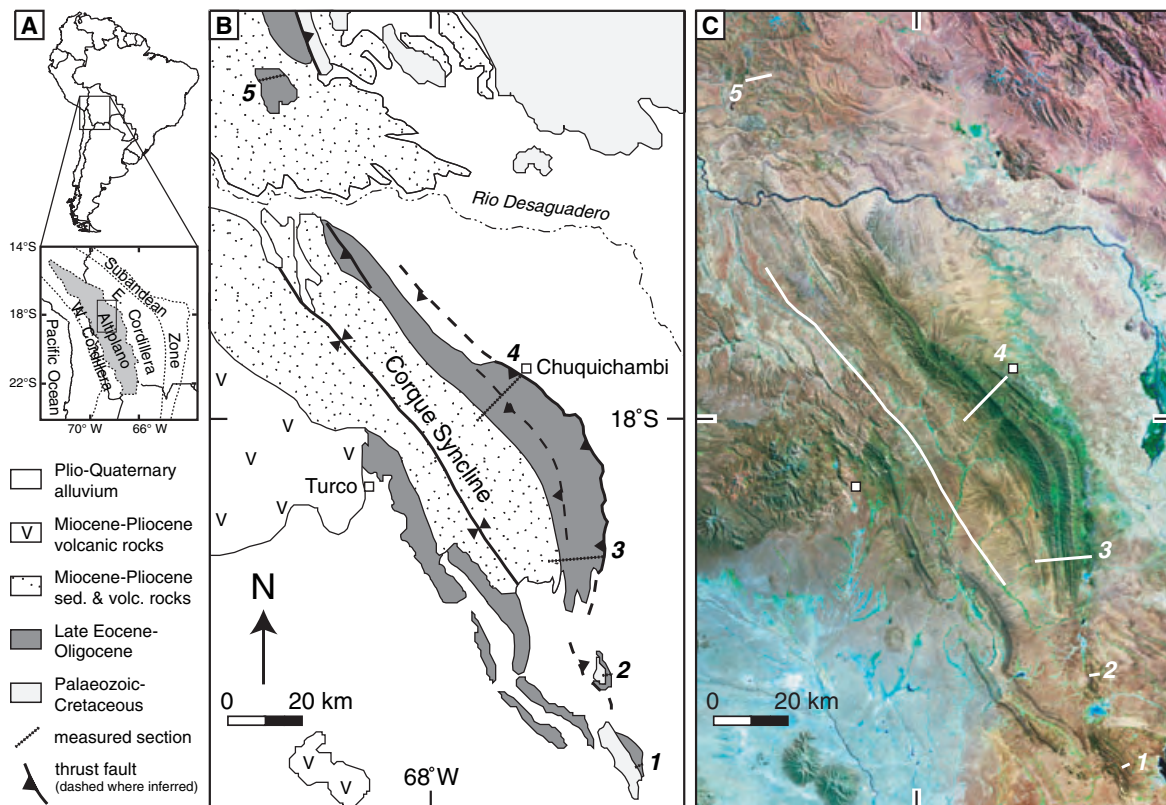 A
14°S
18°S
22°S
70° W
66° W
Pacific Ocean
W. Cordillera
Altiplano
E. Cordillera
Subandean Zone
Plio-Quaternary
alluvium
V
Miocene-Pliocene
volcanic rocks
Miocene-Pliocene
sed. & volc. rocks
Late Eocene-
Oligocene
Palaeozoic-
Cretaceous
measured section
thrust fault
(dashed where inferred)
B
5
Rio Desaguadero
4
Chuquichambi
V
18°S
Corque Syncline
V
V
V
Turco
V
3
N
2
0
20 km
V
V
1
68°W
C
5
4
3
2
0
20 km
1